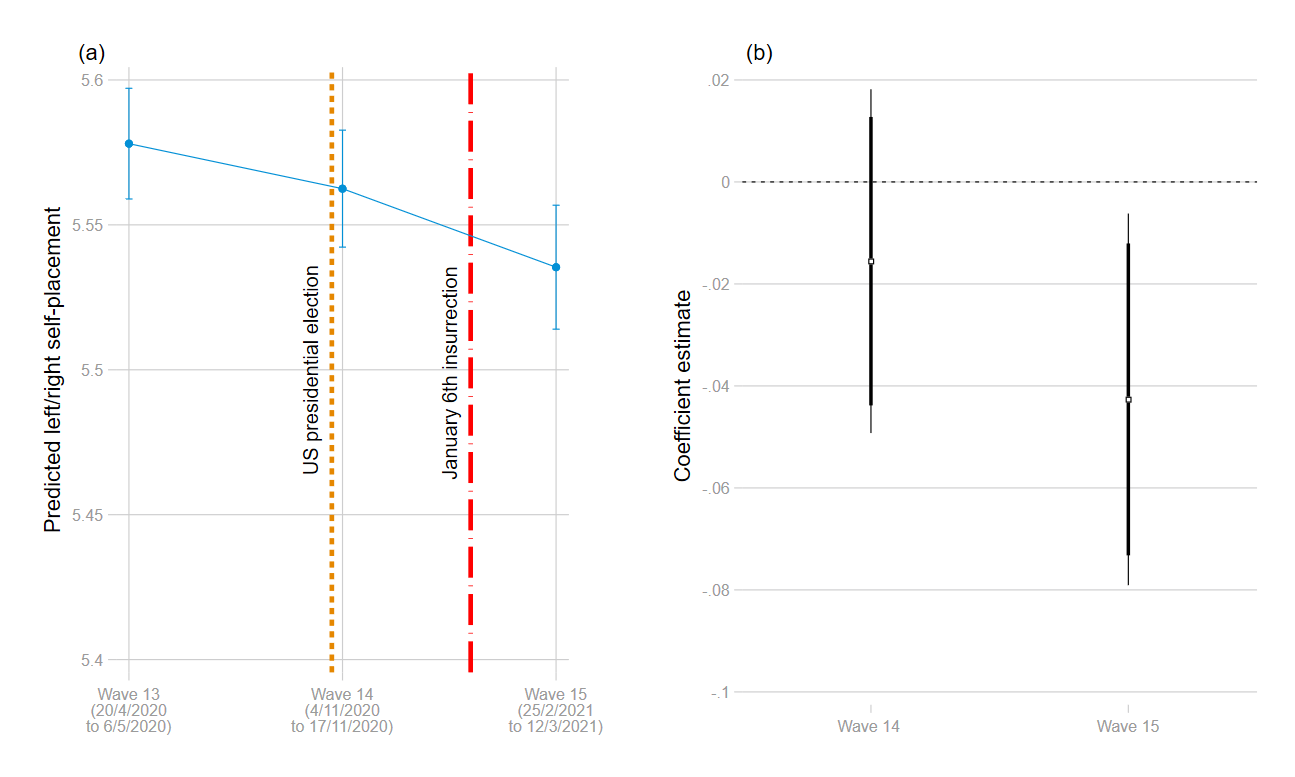 (a)
Predicted left/right self-placement
5.6
5.55
5.5
5.45
5.4
US presidential election
January 6th insurrection
Wave 13
(20/4/2020
to 6/5/2020)
Wave 14
(4/11/2020
to 17/11/2020)
Wave 15
(25/2/2021
to 12/3/2021)
(b)
Coefficient estimate
.02
0
-.02
-.04
-.06
-.08
-.1
Wave 14
Wave 15